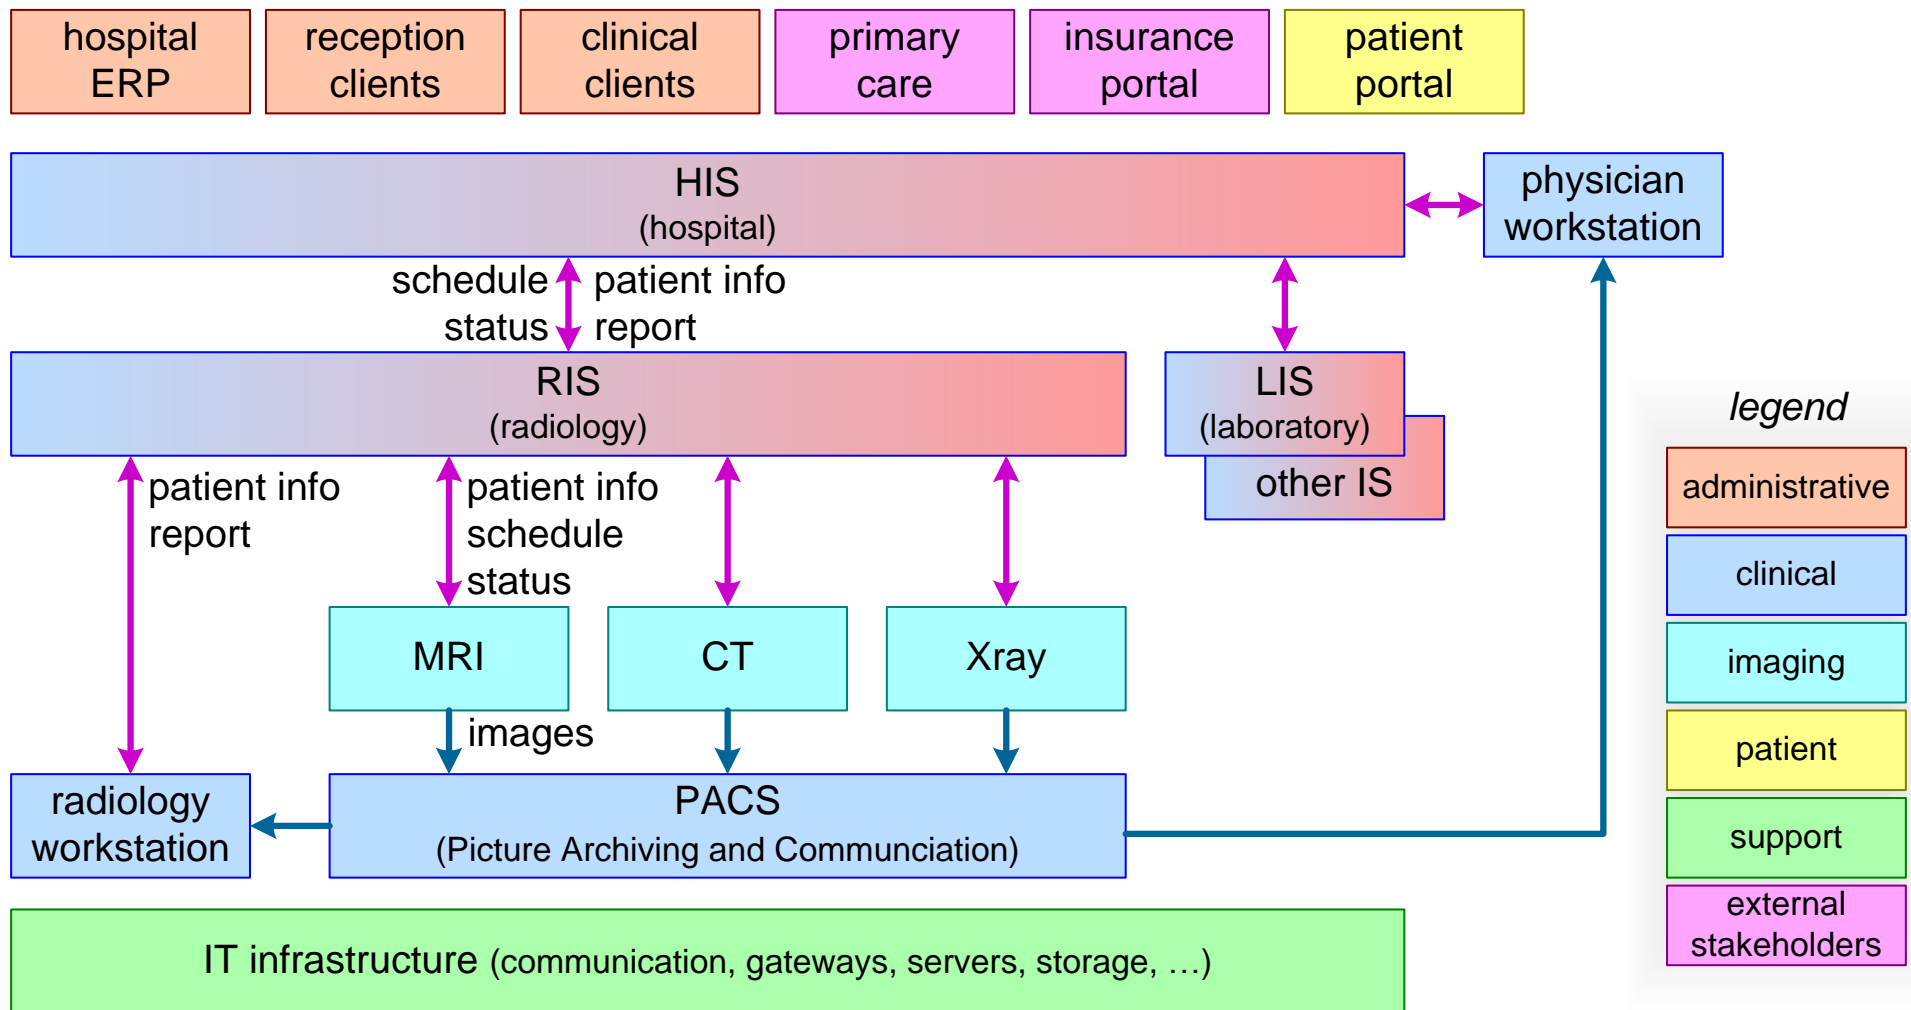 hospital
ERP
reception
clients
clinical
clients
primary
care
insurance
portal
patient
portal
HIS
(hospital)
physician
workstation
schedule
status
patient info
report
RIS
(radiology)
LIS
(laboratory)
other IS
patient info
report
patient info
schedule
status
MRI
CT
Xray
images
radiology
workstation
PACS
(Picture Archiving and Communciation)
IT infrastructure (communication, gateways, servers, storage, …)
legend
administrative
clinical
imaging
patient
support
external
stakeholders